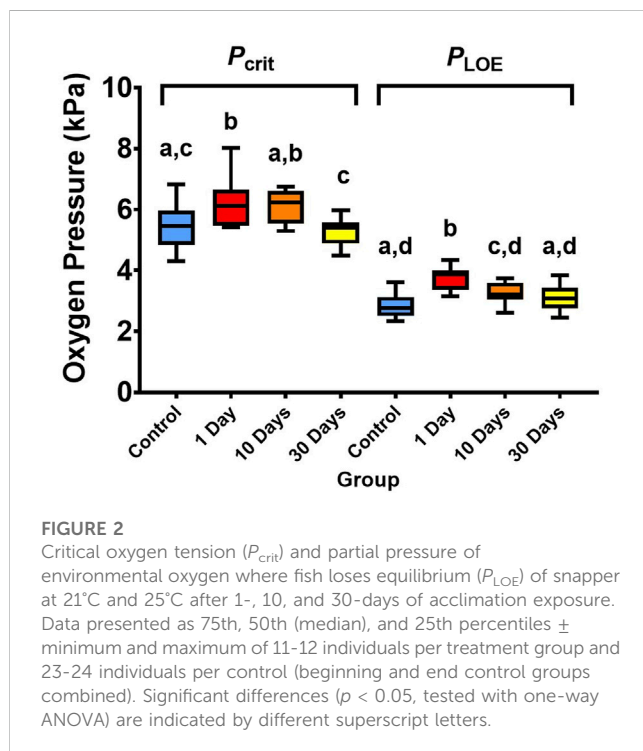 P_crit P_LOE
Oxygen Pressure (kPa)
10
8
6
4
2
0
a,c b a,b c a,d b c,d a,d
Control 1 Day 10 Days 30 Days Control 1 Day 10 Days 30 Days
Group
FIGURE 2
Critical oxygen tension (P_crit) and partial pressure of
environmental oxygen where fish loses equilibrium (P_LOE) of snapper
at 21°C and 25°C after 1-, 10, and 30-days of acclimation exposure.
Data presented as 75th, 50th (median), and 25th percentiles ±
minimum and maximum of 11-12 individuals per treatment group and
23-24 individuals per control (beginning and end control groups
combined). Significant differences (p < 0.05, tested with one-way
ANOVA) are indicated by different superscript letters.